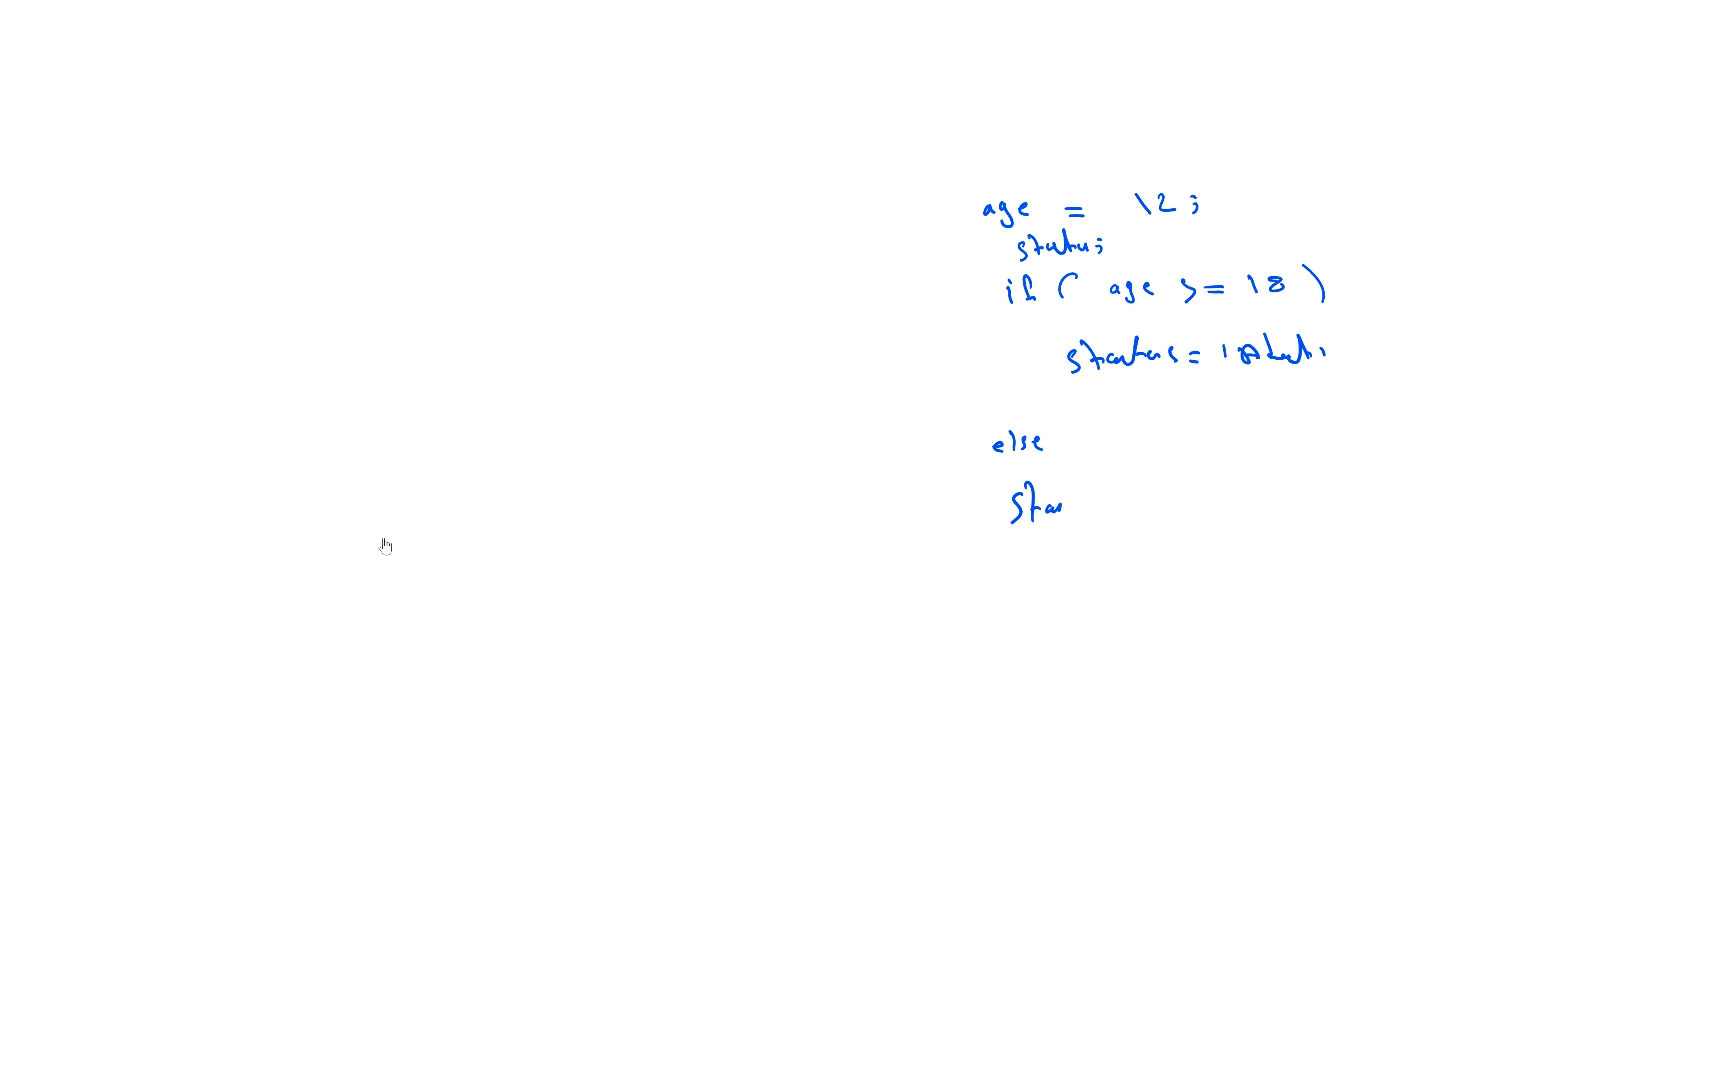 age = 12;
status;
if ( age >= 18 )
status = 'Adult'
else
sta